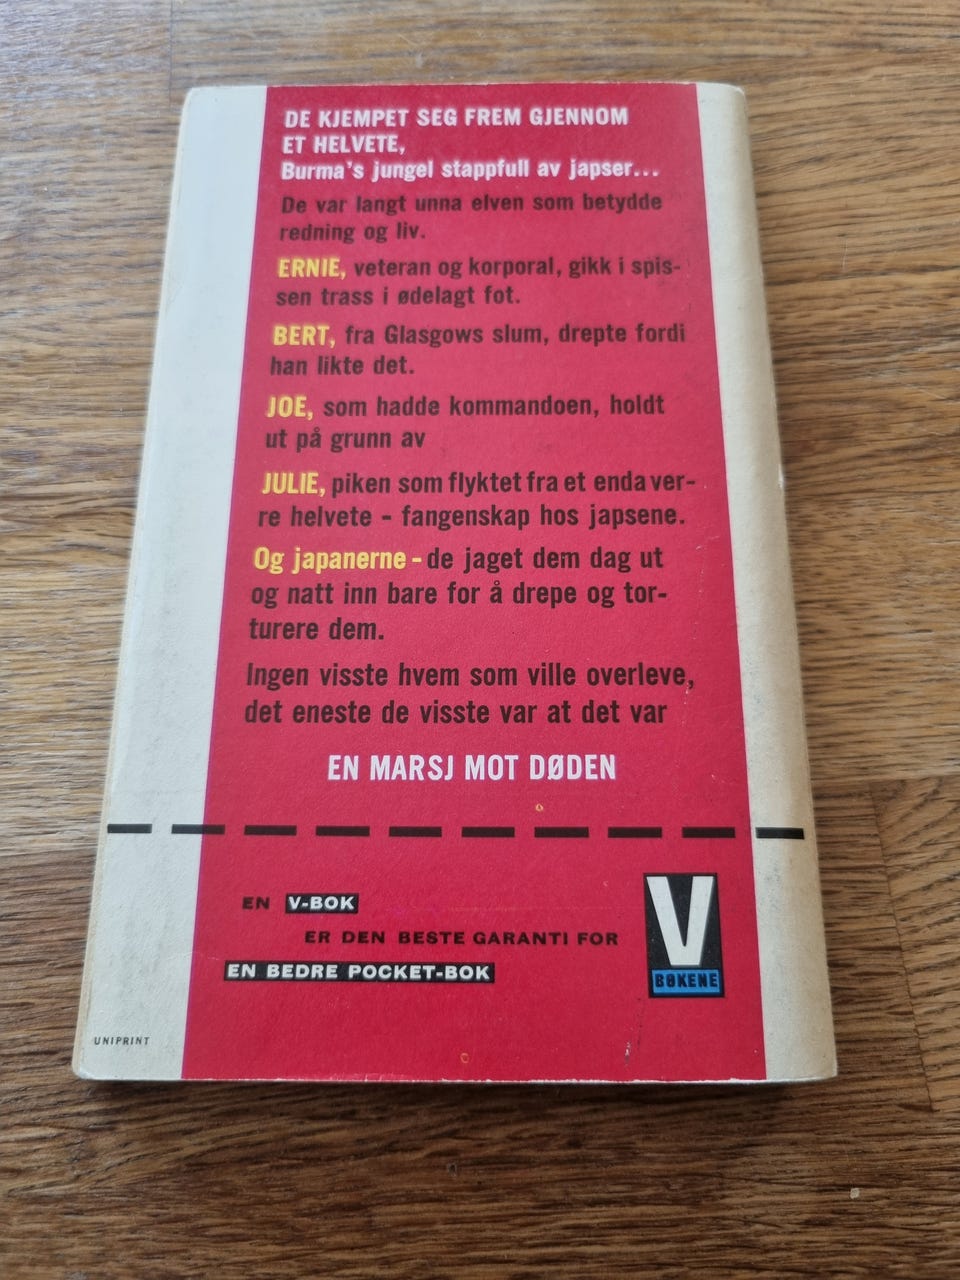 DE KJEMPET SEG FREM GJENNOM
ET HELVETE,
Burma's jungel stappfull av japser...
De var langt unna elven som betydde
redning og liv.
ERNIE, veteran og korporal, gikk i spis-
sen trass i ødelagt fot.
BERT, fra Glasgows slum, drepte fordi
han likte det.
JOE, som hadde kommandoen, holdt
ut på grunn av
JULIE, piken som flyktet fra et enda ver-
re helvete - fangenskap hos japsene.
Og japanerne - de jaget dem dag ut
og natt inn bare for å drepe og tor-
turere dem.
Ingen visste hvem som ville overleve,
det eneste de visste var at det var
EN MARSJ MOT DØDEN
EN V-BOK
ER DEN BESTE GARANTI FOR
EN BEDRE POCKET-BOK
V
BØKENE
UNIPRINT